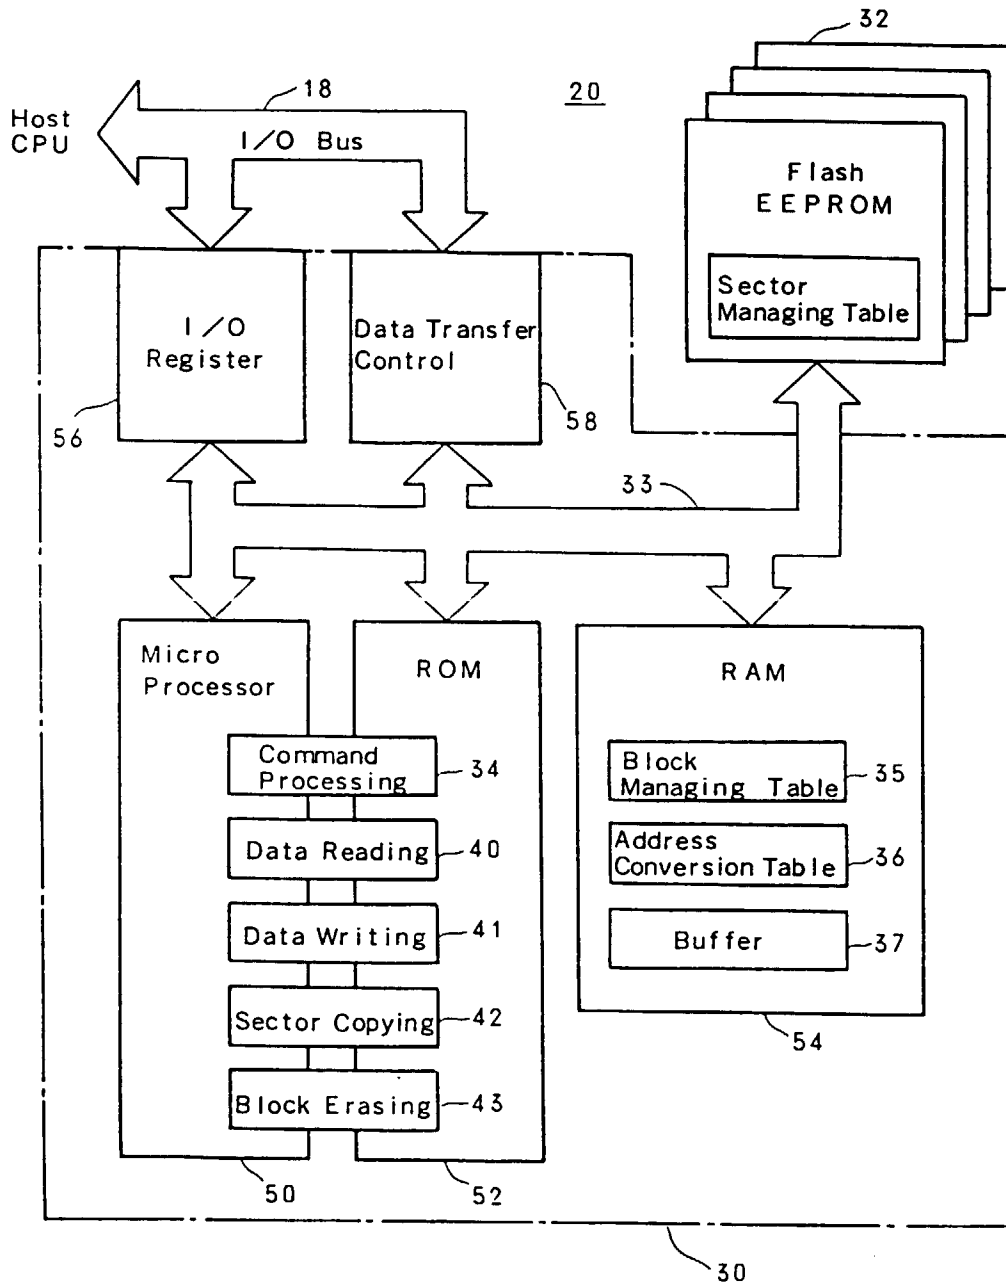 32
18
20
Host
CPU
I/O Bus
Flash
EEPROM
Sector
Managing Table
I/O
Register
Data Transfer
Control
56
58
33
Micro
Processor
ROM
RAM
Command
Processing
34
Block
Managing Table
35
Data Reading
40
Address
Conversion Table
36
Data Writing
41
Buffer
37
Sector Copying
42
54
Block Erasing
43
50
52
30